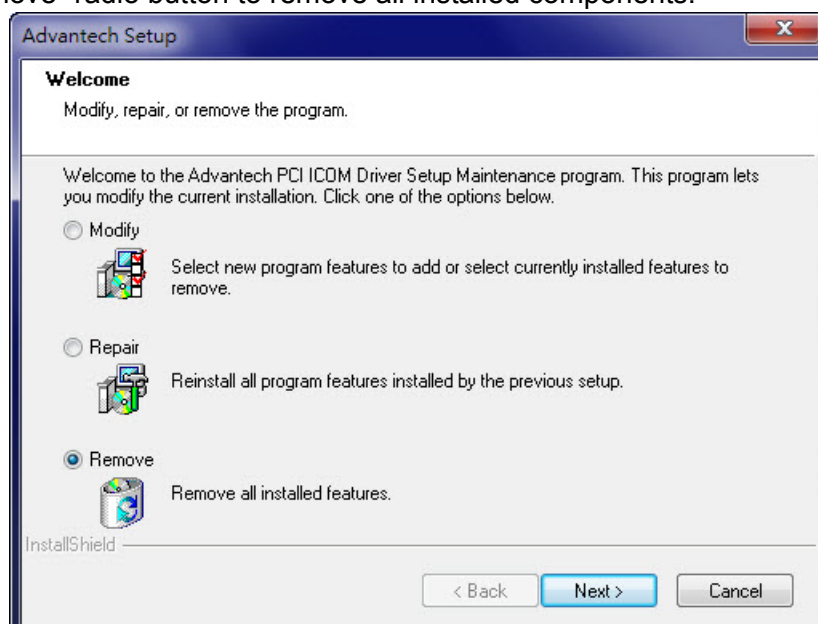 radio button to remove all installed components.
Advantech Setup
Welcome
Modify, repair, or remove the program.
Welcome to the Advantech PCI ICOM Driver Setup Maintenance program. This program lets
you modify the current installation. Click one of the options below.
Modify
Select new program features to add or select currently installed features to
remove.
Repair
Reinstall all program features installed by the previous setup.
Remove
Remove all installed features.
InstallShield
< Back
Next >
Cancel